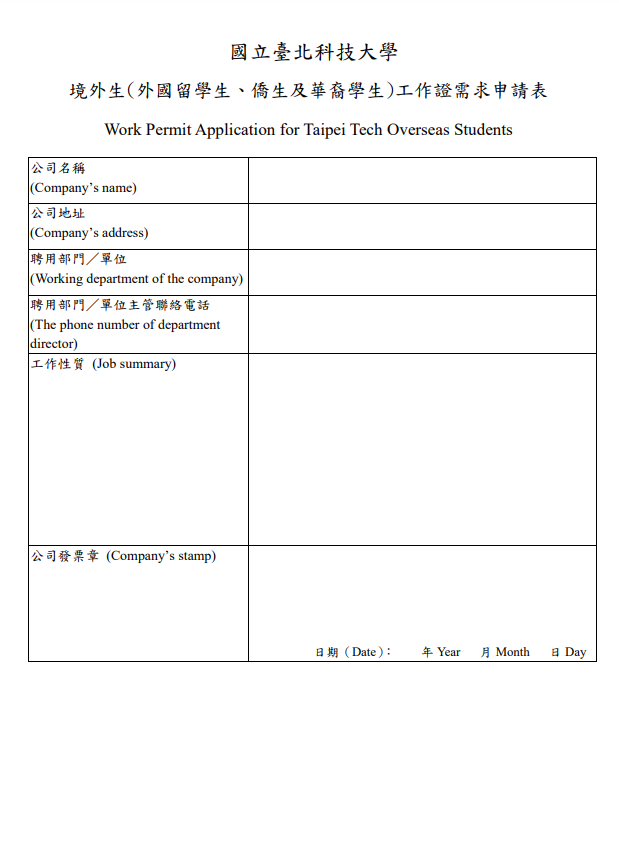 國立臺北科技大學
境外生(外國留學生、僑生及華裔學生)工作證需求申請表
Work Permit Application for Taipei Tech Overseas Students
公司名稱
(Company’s name)
公司地址
(Company’s address)
聘用部門／單位
(Working department of the company)
聘用部門／單位主管聯絡電話
(The phone number of department
director)
工作性質 (Job summary)
公司發票章 (Company’s stamp)
日期（Date）： 年 Year 月 Month 日 Day